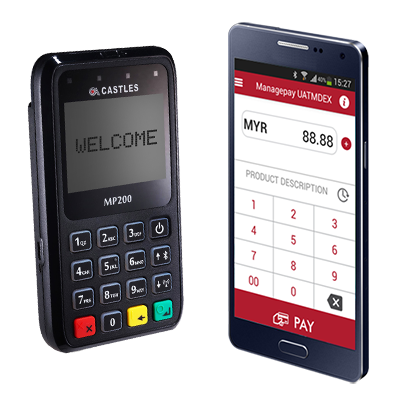 CASTLES
WELCOME
MP200
1QZ 2ABC 3DEF
4GHI 5JKL 6MNO
7PRS 8TUV 9WXY
0
15:27
Managepay UATMDEX
MYR 88.88
PRODUCT DESCRIPTION
1 2 3
4 5 6
7 8 9
00 0
PAY